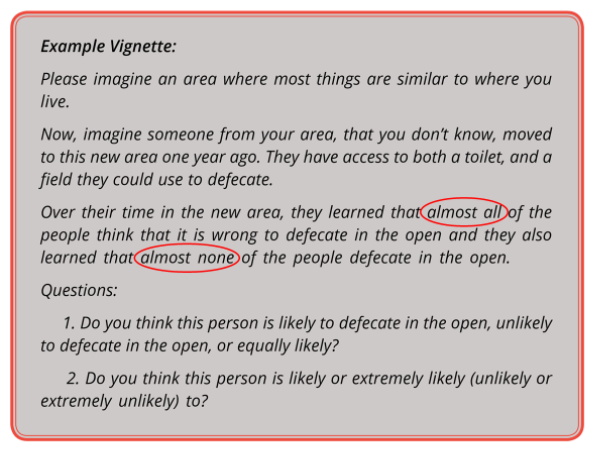 Example Vignette:
Please imagine an area where most things are similar to where you
live.
Now, imagine someone from your area, that you don't know, moved
to this new area one year ago. They have access to both a toilet, and a
field they could use to defecate.
Over their time in the new area, they learned that almost all of the
people think that it is wrong to defecate in the open and they also
learned that almost none of the people defecate in the open.
Questions:
1. Do you think this person is likely to defecate in the open, unlikely
to defecate in the open, or equally likely?
2. Do you think this person is likely or extremely likely (unlikely or
extremely unlikely) to?